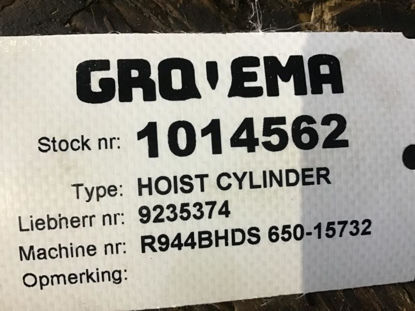 GROVEMA
Stock nr: 1014562
Type: HOIST CYLINDER
Liebherr nr: 9235374
Machine nr: R944BHDS 650-15732
Opmerking: